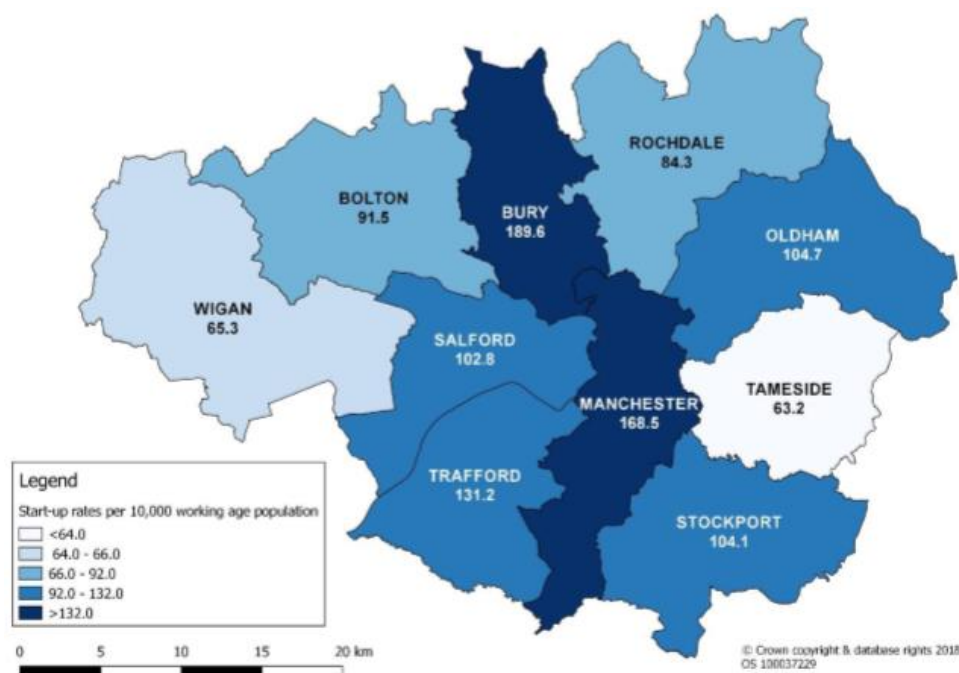 ROCHDALE
84.3
BOLTON
91.5
BURY
189.6
OLDHAM
104.7
WIGAN
65.3
SALFORD
102.8
TAMESIDE
63.2
MANCHESTER
168.5
TRAFFORD
131.2
STOCKPORT
104.1
Legend
Start-up rates per 10,000 working age population
<64.0
64.0 - 66.0
66.0 - 92.0
92.0 - 132.0
>132.0
0 5 10 15 20 km
© Crown copyright & database rights 2018
OS 100037229